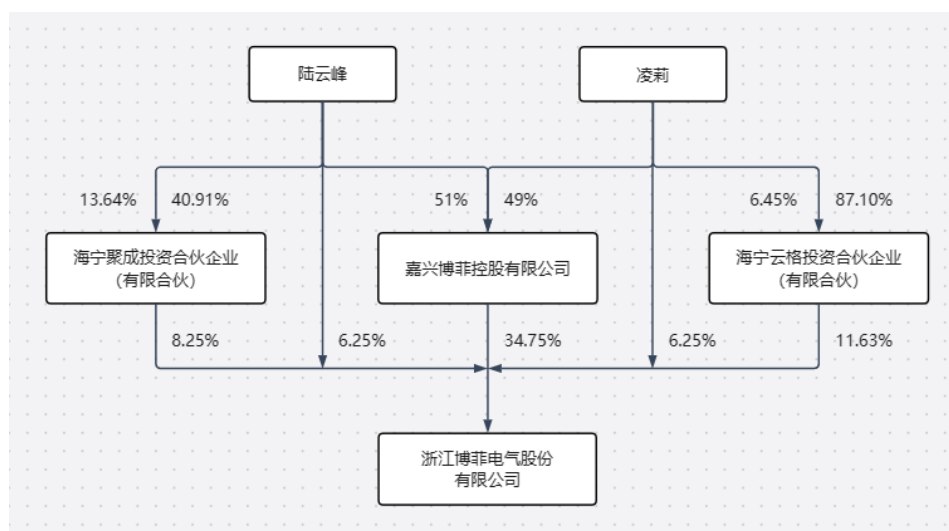 陆云峰
凌莉
13.64%
40.91%
51%
49%
6.45%
87.10%
海宁聚成投资合伙企业
(有限合伙)
嘉兴博菲控股有限公司
海宁云格投资合伙企业
(有限合伙)
8.25%
6.25%
34.75%
6.25%
11.63%
浙江博菲电气股份
有限公司